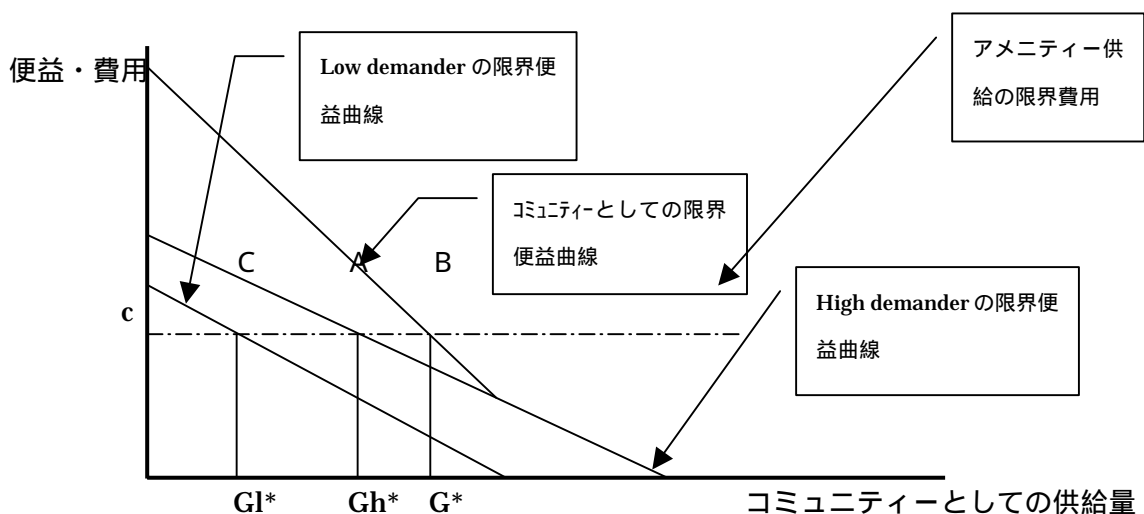 便益・費用
Low demander の限界便
益曲線
アメニティー供
給の限界費用
ｺﾐｭﾆﾃｨｰとしての限界
便益曲線
C
A
B
High demander の限界便
益曲線
c
Gl*
Gh*
G*
コミュニティーとしての供給量